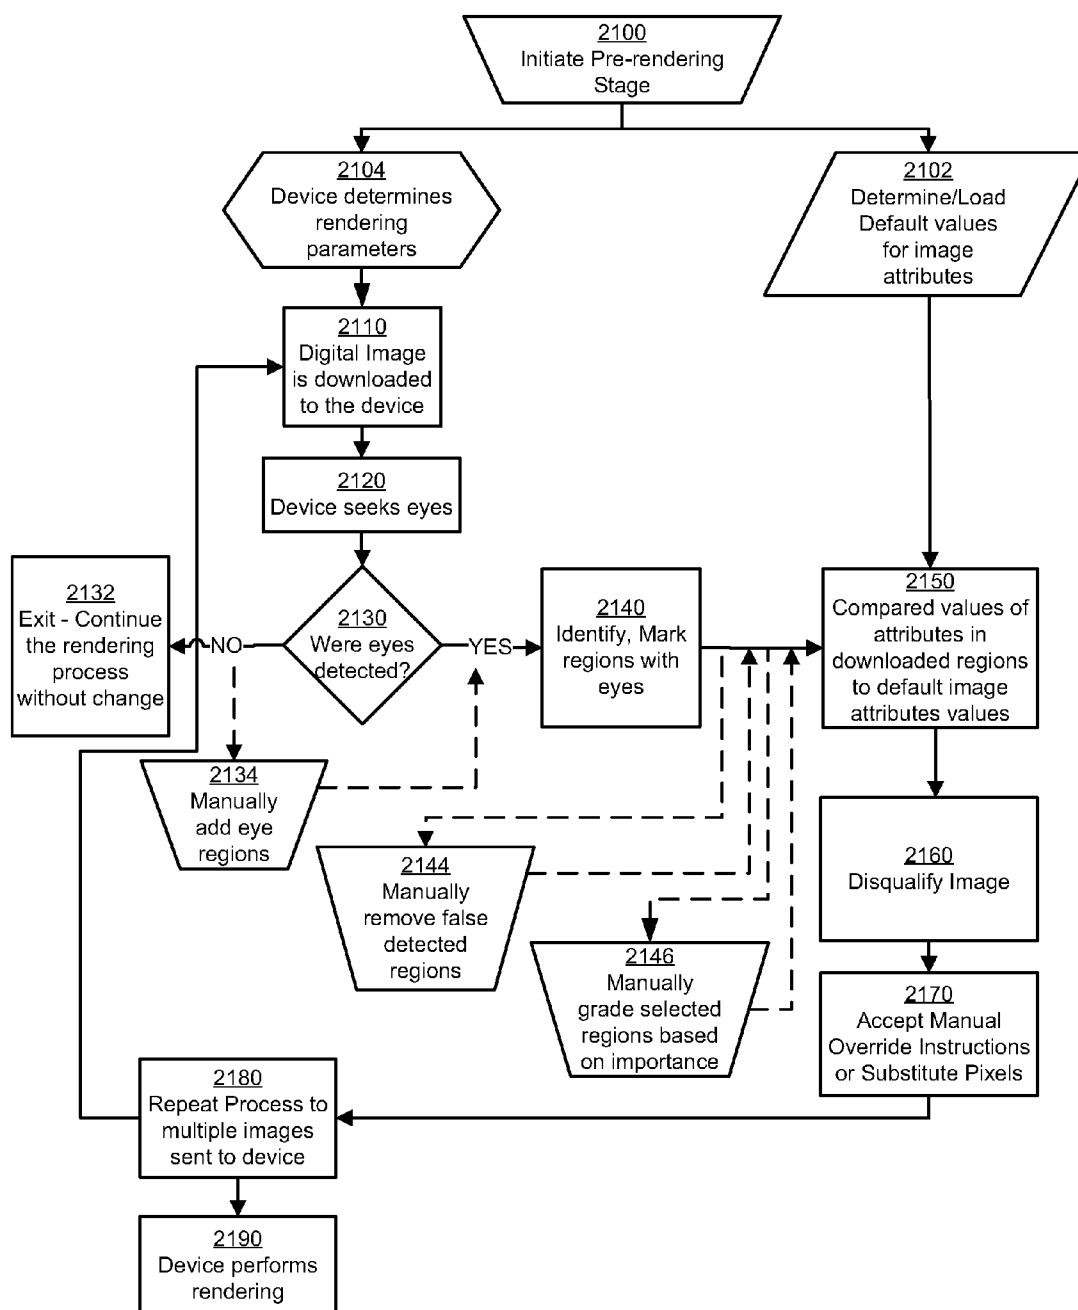 2100
Initiate Pre-rendering
Stage
2104
Device determines
rendering
parameters
2102
Determine/Load
Default values
for image
attributes
2110
Digital Image
is downloaded
to the device
2120
Device seeks eyes
2132
Exit - Continue
the rendering
process
without change
NO
2130
Were eyes
detected?
YES
2140
Identify, Mark
regions with
eyes
2150
Compared values of
attributes in
downloaded regions
to default image
attributes values
2134
Manually
add eye
regions
2144
Manually
remove false
detected
regions
2146
Manually
grade selected
regions based
on importance
2160
Disqualify Image
2170
Accept Manual
Override Instructions
or Substitute Pixels
2180
Repeat Process to
multiple images
sent to device
2190
Device performs
rendering